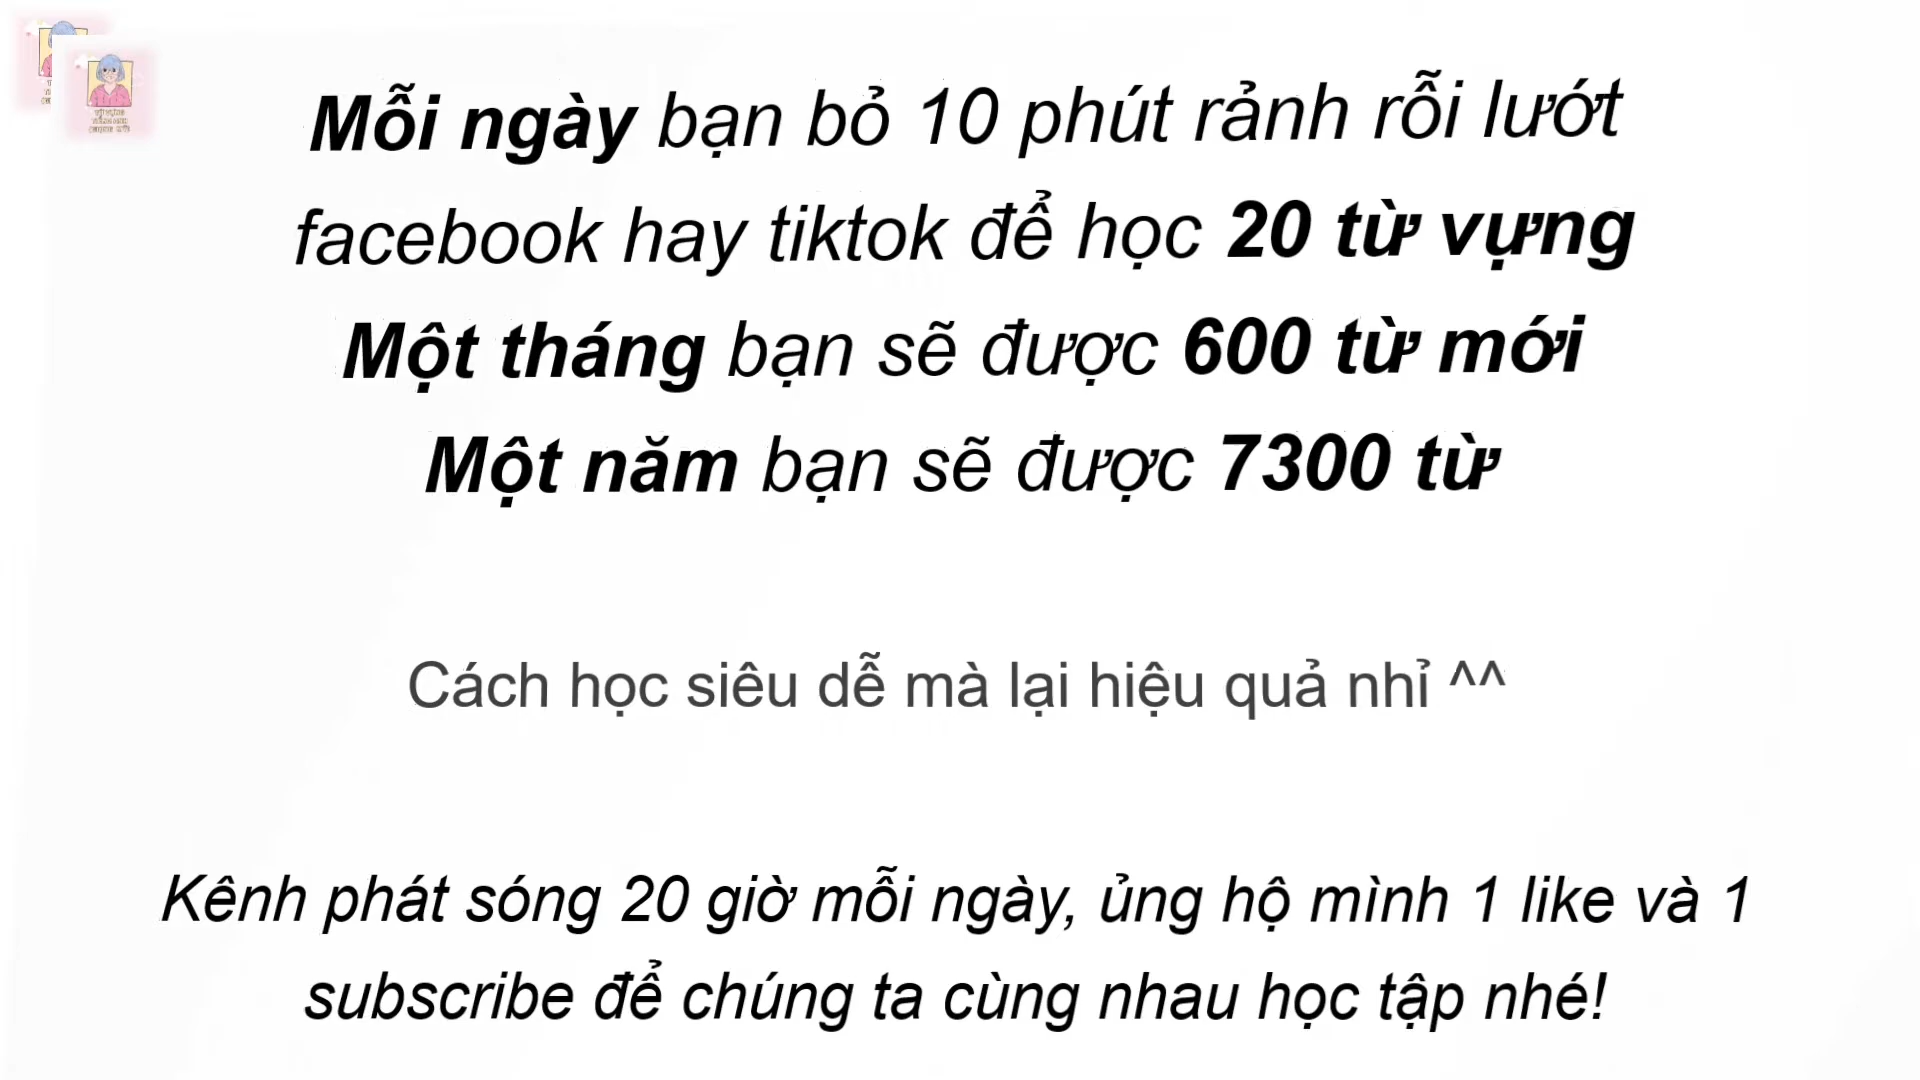 Mỗi ngày bạn bỏ 10 phút rảnh rỗi lướt
facebook hay tiktok để học 20 từ vựng
Một tháng bạn sẽ được 600 từ mới
Một năm bạn sẽ được 7300 từ
Cách học siêu dễ mà lại hiệu quả nhỉ ^^
Kênh phát sóng 20 giờ mỗi ngày, ủng hộ mình 1 like và 1
subscribe để chúng ta cùng nhau học tập nhé!